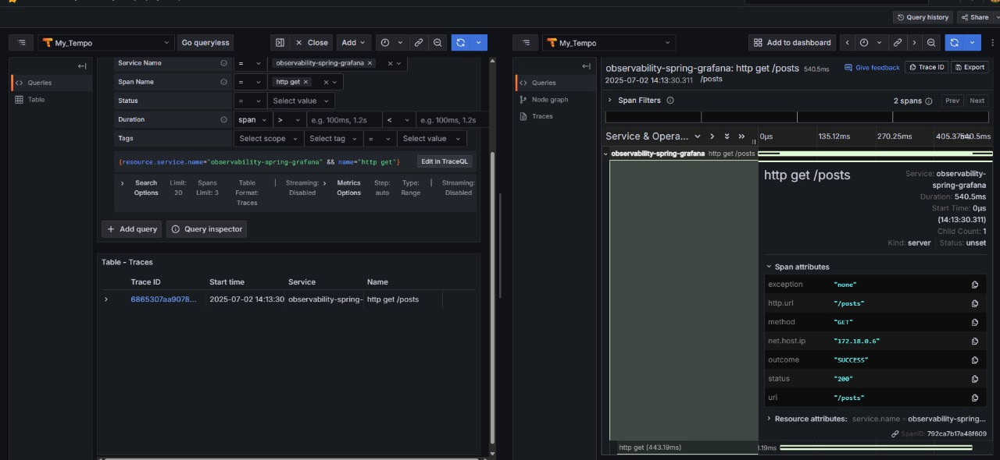 Query history
Share
My_Tempo
Go queryless
Close
Add
Queries
Table
Service Name = observability-spring-grafana
Span Name = http get
Status = Select value
Duration span > e.g. 100ms, 1.2s < e.g. 100ms, 1.2s
Tags Select scope Select tag = Select value
{resource.service.name="observability-spring-grafana" && name="http get"}
Edit in TraceQL
Search Options
Limit: 20
Spans Limit: 3
Table Format: Traces
Streaming: Disabled
Metrics Options
Step: auto
Type: Range
Streaming: Disabled
+ Add query
Query inspector
Table - Traces
Trace ID Start time Service Name
6865307aa9078... 2025-07-02 14:13:30 observability-spring- http get /posts
My_Tempo
Add to dashboard
Queries
Node graph
Traces
observability-spring-grafana: http get /posts 540.5ms
Give feedback
Trace ID
Export
2025-07-02 14:13:30.311 /posts
Span Filters
2 spans
Prev
Next
Service & Opera...
0μs 135.12ms 270.25ms 405.37ms 540.5ms
observability-spring-grafana http get /posts
http get /posts
Service: observability-
spring-grafana
Duration: 540.5ms
Start Time: 0μs
(14:13:30.311)
Child Count: 1
Kind: server Status: unset
Span attributes
exception "none"
http.url "/posts"
method "GET"
net.host.ip "172.18.0.6"
outcome "SUCCESS"
status "200"
uri "/posts"
Resource attributes: service.name = observability-spring...
SpanID: 792ca7b17a48f609
http get (443.19ms)